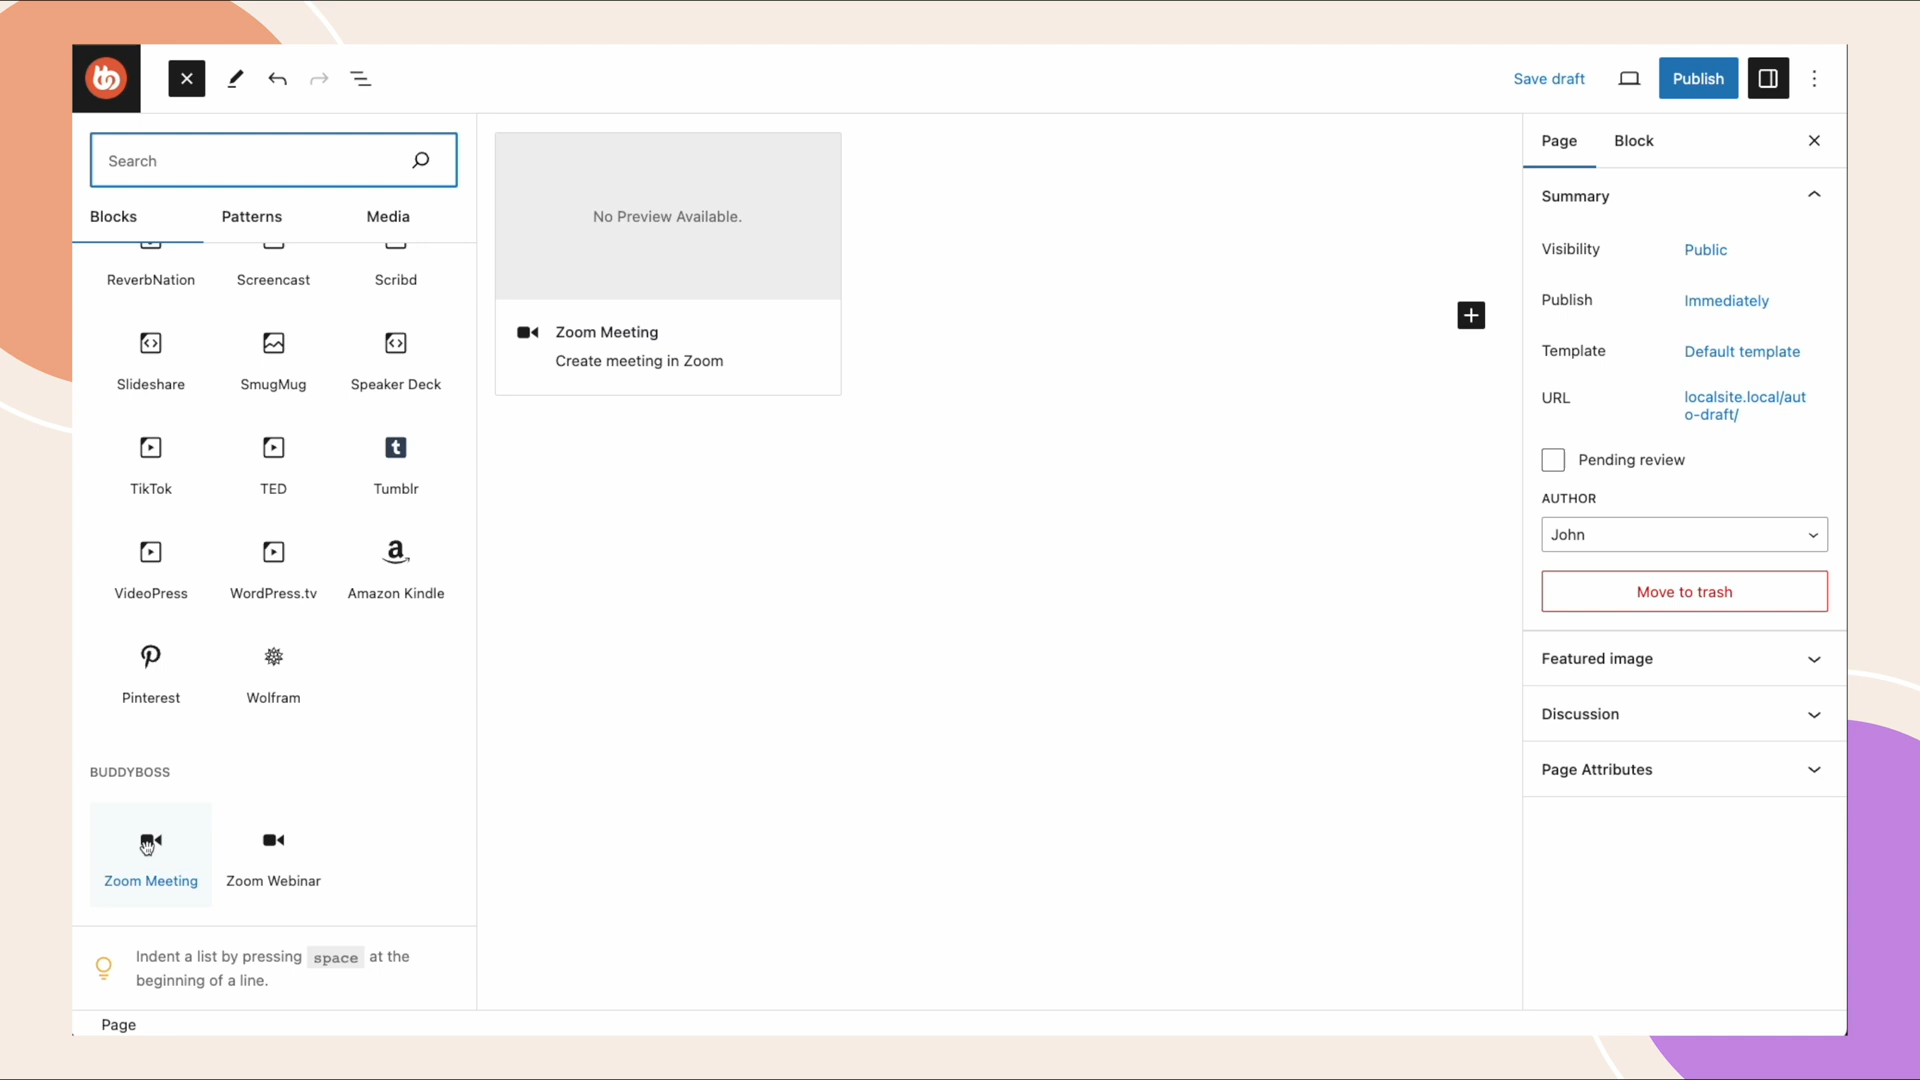 Save draft
Publish
Search
Blocks
Patterns
Media
ReverbNation
Screencast
Scribd
Slideshare
SmugMug
Speaker Deck
TikTok
TED
Tumblr
VideoPress
WordPress.tv
Amazon Kindle
Pinterest
Wolfram
BUDDYBOSS
Zoom Meeting
Zoom Webinar
Indent a list by pressing space at the
beginning of a line.
Page
No Preview Available.
Zoom Meeting
Create meeting in Zoom
Page
Block
Summary
Visibility
Public
Publish
Immediately
Template
Default template
URL
localsite.local/aut
o-draft/
Pending review
AUTHOR
John
Move to trash
Featured image
Discussion
Page Attributes